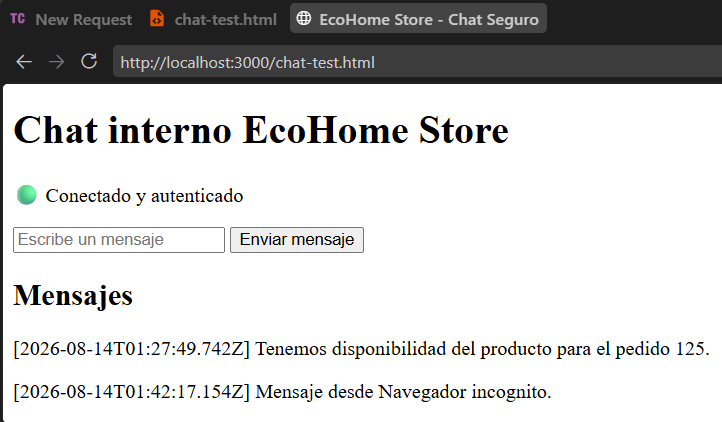 TC New Request chat-test.html EcoHome Store - Chat Seguro
http://localhost:3000/chat-test.html
Chat interno EcoHome Store
Conectado y autenticado
Escribe un mensaje Enviar mensaje
Mensajes
[2026-08-14T01:27:49.742Z] Tenemos disponibilidad del producto para el pedido 125.
[2026-08-14T01:42:17.154Z] Mensaje desde Navegador incognito.